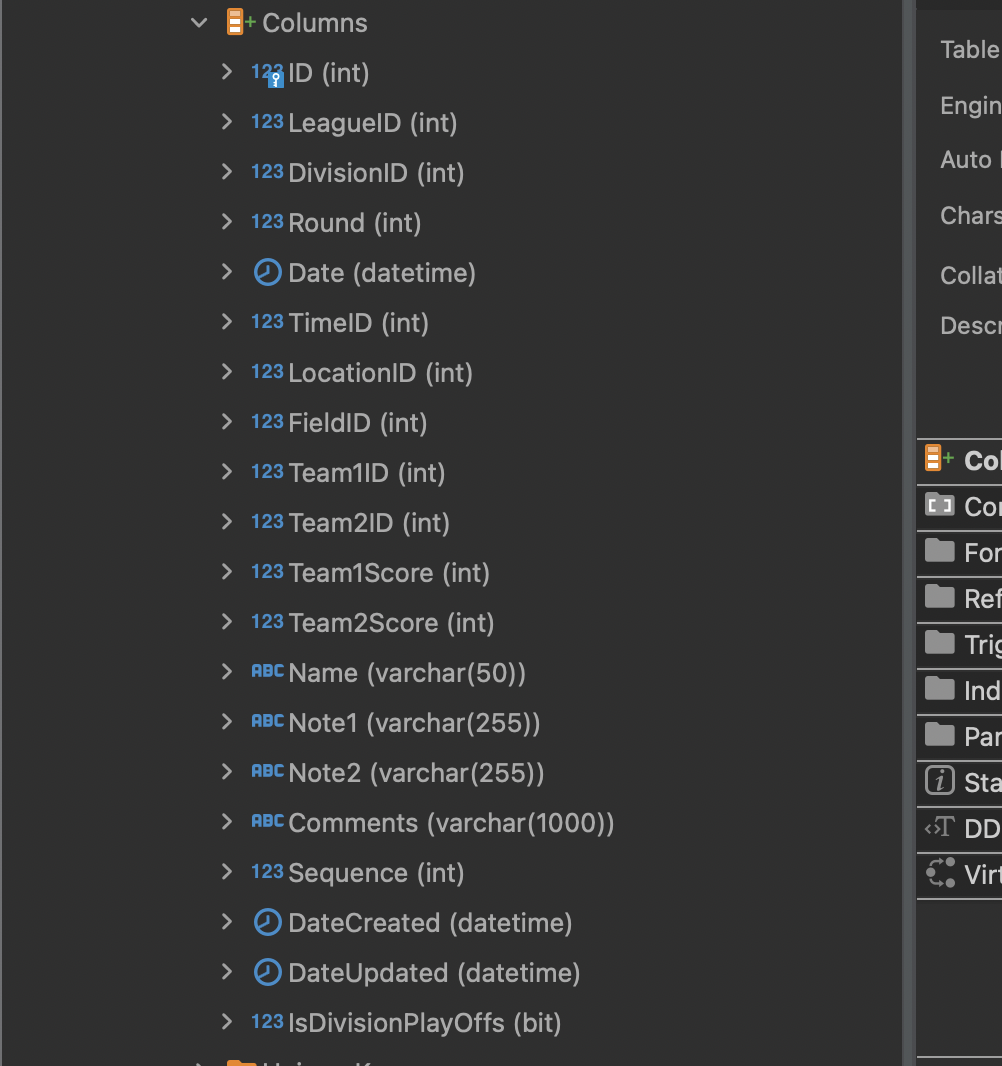 Columns
123 ID (int)
123 LeagueID (int)
123 DivisionID (int)
123 Round (int)
Date (datetime)
123 TimeID (int)
123 LocationID (int)
123 FieldID (int)
123 Team1ID (int)
123 Team2ID (int)
123 Team1Score (int)
123 Team2Score (int)
ABC Name (varchar(50))
ABC Note1 (varchar(255))
ABC Note2 (varchar(255))
ABC Comments (varchar(1000))
123 Sequence (int)
DateCreated (datetime)
DateUpdated (datetime)
123 IsDivisionPlayOffs (bit)
Table
Engin
Auto
Chars
Collat
Descr
Col
Con
For
Ref
Trig
Ind
Par
Sta
DD
Virt